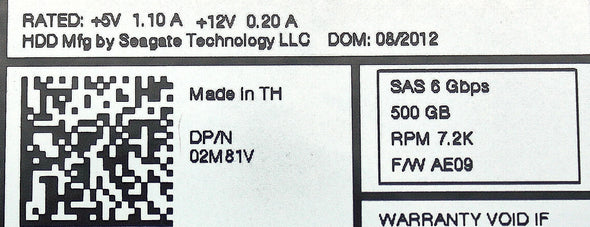 RATED: +5V 1.10 A +12V 0.20 A
HDD Mfg by Seagate Technology LLC DOM: 08/2012
Made in TH
DP/N
02M81V
SAS 6 Gbps
500 GB
RPM 7.2K
F/W AE09
WARRANTY VOID IF